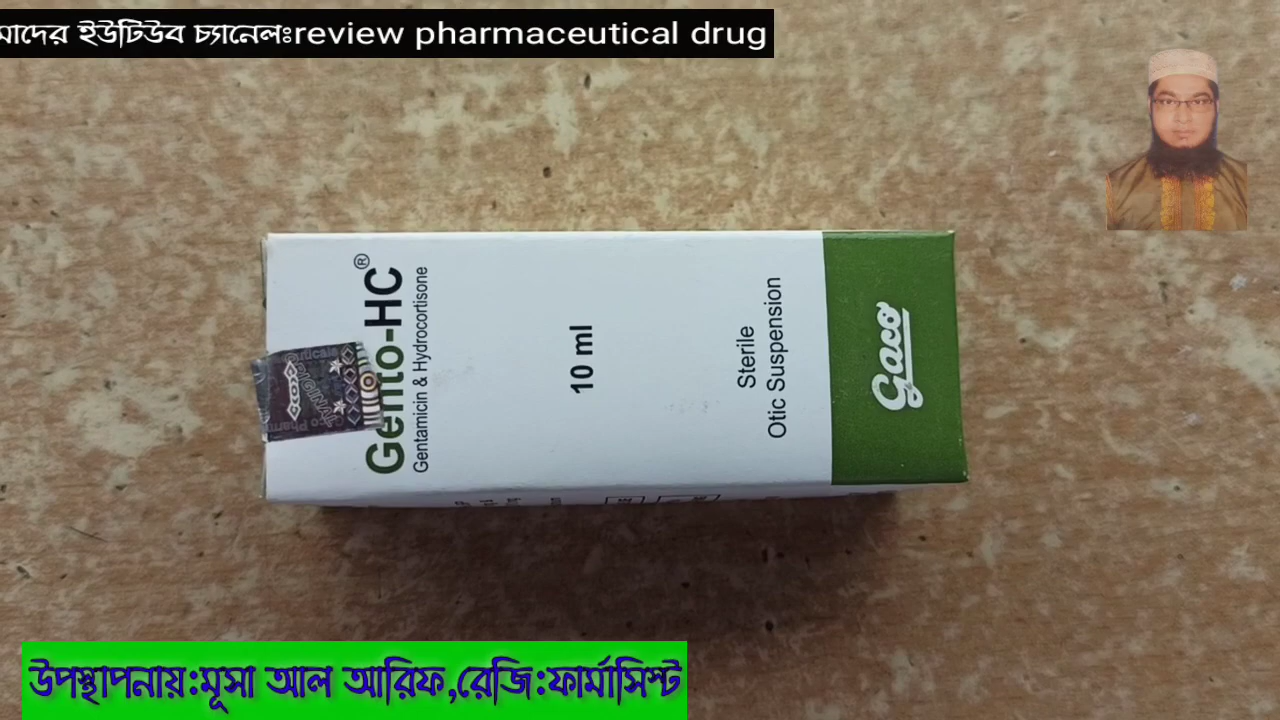 মাদের ইউটিউব চ্যানেলঃreview pharmaceutical drug
Gento-HC®
Gentamicin & Hydrocortisone
10 ml
Sterile
Otic Suspension
Gaco
ORIGINAL
উপস্থাপনায়:মূসা আল আরিফ,রেজি:ফার্মাসিস্ট